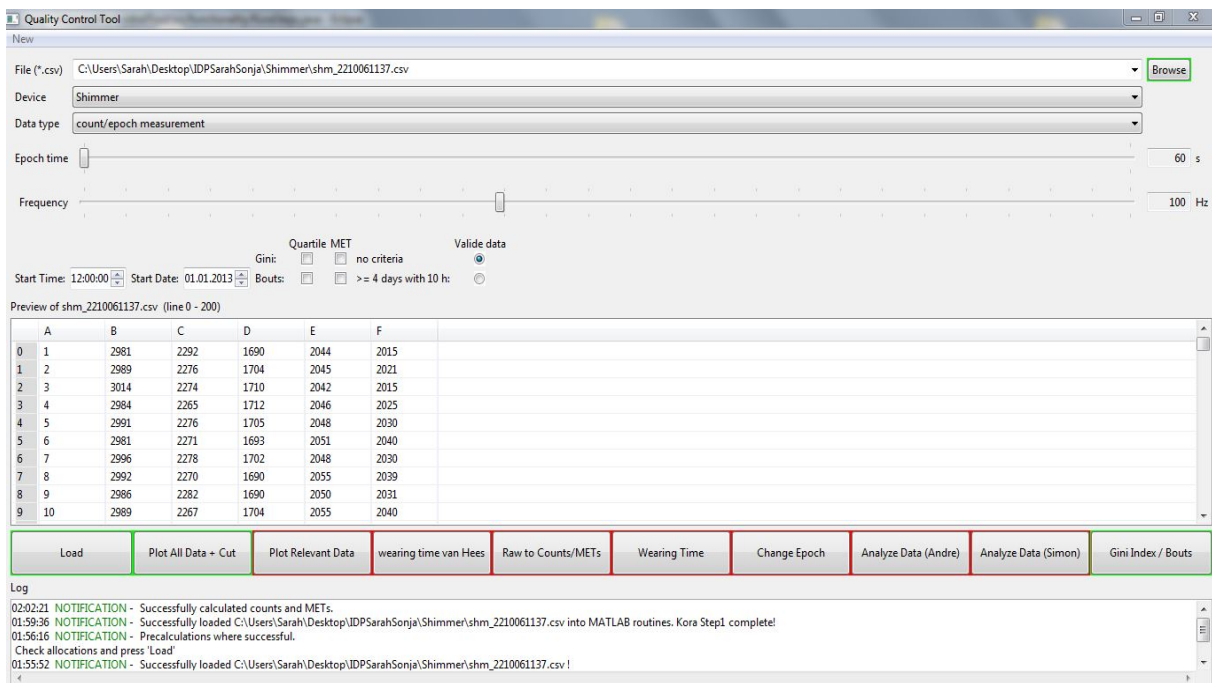 Quality Control Tool
New
File (*.csv) C:\Users\Sarah\Desktop\IDPSarahSonja\Shimmer\shm_2210061137.csv Browse
Device Shimmer
Data type count/epoch measurement
Epoch time 60 s
Frequency 100 Hz
Quartile MET Valide data
Gini: no criteria
Start Time: 12:00:00 Start Date: 01.01.2013 Bouts: >= 4 days with 10 h:
Preview of shm_2210061137.csv (line 0 - 200)
A B C D E F
0 1 2981 2292 1690 2044 2015
1 2 2989 2276 1704 2045 2021
2 3 3014 2274 1710 2042 2015
3 4 2984 2265 1712 2046 2025
4 5 2991 2276 1705 2048 2030
5 6 2981 2271 1693 2051 2040
6 7 2996 2278 1702 2048 2030
7 8 2992 2270 1690 2055 2039
8 9 2986 2282 1690 2050 2031
9 10 2989 2267 1704 2055 2040
Load Plot All Data + Cut Plot Relevant Data wearing time van Hees Raw to Counts/METs Wearing Time Change Epoch Analyze Data (Andre) Analyze Data (Simon) Gini Index / Bouts
Log
02:02:21 NOTIFICATION - Successfully calculated counts and METs.
01:59:36 NOTIFICATION - Successfully loaded C:\Users\Sarah\Desktop\IDPSarahSonja\Shimmer\shm_2210061137.csv into MATLAB routines. Kora Step1 complete!
01:56:16 NOTIFICATION - Precalculations where successful.
Check allocations and press 'Load'
01:55:52 NOTIFICATION - Successfully loaded C:\Users\Sarah\Desktop\IDPSarahSonja\Shimmer\shm_2210061137.csv !